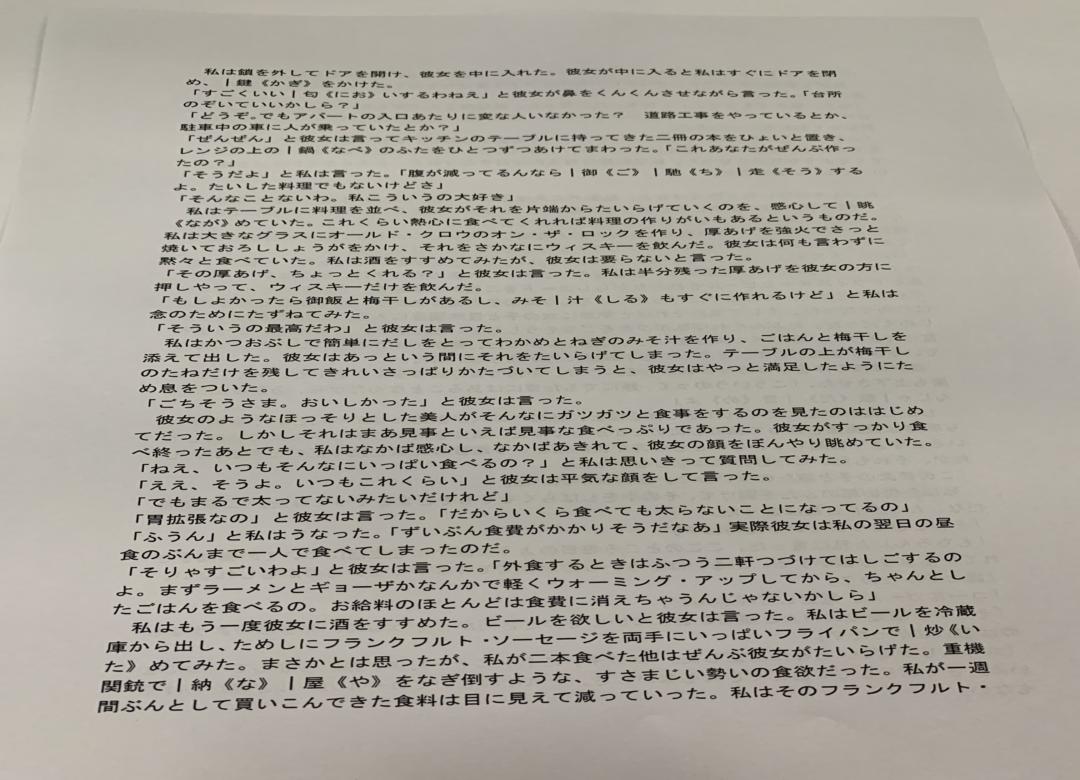 私は鎖を外してドアを開け、彼女を中に入れた。彼女が中に入ると私はすぐにドアを閉
め、|鍵《かぎ》をかけた。
「すごくいい|匂《にお》いするわねえ」と彼女が鼻をくんくんさせながら言った。「台所
のぞいていいかしら？」
「どうぞ。でもアパートの入口あたりに変な人いなかった？　道路工事をやっているとか、
駐車中の車に人が乗っていたとか？」
「ぜんぜん」と彼女は言ってキッチンのテーブルに持ってきた二冊の本をひょいと置き、
レンジの上の|鍋《なべ》のふたをひとつずつあけてまわった。「これあなたがぜんぶ作っ
たの？」
「そうだよ」と私は言った。「腹が減ってるんなら|御《ご》|馳《ち》|走《そう》する
よ。たいした料理でもないけどさ」
「そんなことないわ。私こういうの大好き」
私はテーブルに料理を並べ、彼女がそれを片端からたいらげていくのを、感心して|眺
《なが》めていた。これくらい熱心に食べてくれれば料理の作りがいもあるというものだ。
私は大きなグラスにオールド・クロウのオン・ザ・ロックを作り、厚あげを強火でさっと
焼いておろししょうがをかけ、それをさかなにウィスキーを飲んだ。彼女は何も言わずに
黙々と食べていた。私は酒をすすめてみたが、彼女は要らないと言った。
「その厚あげ、ちょっとくれる？」と彼女は言った。私は半分残った厚あげを彼女の方に
押しやって、ウィスキーだけを飲んだ。
「もしよかったら御飯と梅干しがあるし、みそ|汁《しる》もすぐに作れるけど」と私は
念のためにたずねてみた。
「そういうの最高だわ」と彼女は言った。
私はかつおぶしで簡単にだしをとってわかめとねぎのみそ汁を作り、ごはんと梅干しを
添えて出した。彼女はあっという間にそれをたいらげてしまった。テーブルの上が梅干し
のたねだけを残してきれいさっぱりかたづいてしまうと、彼女はやっと満足したようにた
め息をついた。
「ごちそうさま。おいしかった」と彼女は言った。
彼女のようなほっそりとした美人がそんなにガツガツと食事をするのを見たのははじめ
てだった。しかしそれはまあ見事といえば見事な食べっぷりであった。彼女がすっかり食
べ終ったあとでも、私はなかば感心し、なかばあきれて、彼女の顔をぼんやり眺めていた。
「ねえ、いつもそんなにいっぱい食べるの？」と私は思いきって質問してみた。
「ええ、そうよ。いつもこれくらい」と彼女は平気な顔をして言った。
「でもまるで太ってないみたいだけれど」
「胃拡張なの」と彼女は言った。「だからいくら食べても太らないことになってるの」
「ふうん」と私はうなった。「ずいぶん食費がかかりそうだなあ」実際彼女は私の翌日の昼
食のぶんまで一人で食べてしまったのだ。
「そりゃすごいわよ」と彼女は言った。「外食するときはふつう二軒つづけてはしごするの
よ。まずラーメンとギョーザかなんかで軽くウォーミング・アップしてから、ちゃんとし
たごはんを食べるの。お給料のほとんどは食費に消えちゃうんじゃないかしら」
私はもう一度彼女に酒をすすめた。ビールを欲しいと彼女は言った。私はビールを冷蔵
庫から出し、ためしにフランクフルト・ソーセージを両手にいっぱいフライパンで|炒《い
た》めてみた。まさかとは思ったが、私が二本食べた他はぜんぶ彼女がたいらげた。重機
関銃で|納《な》|屋《や》をなぎ倒すような、すさまじい勢いの食欲だった。私が一週
間ぶんとして買いこんできた食料は目に見えて減っていった。私はそのフランクフルト・